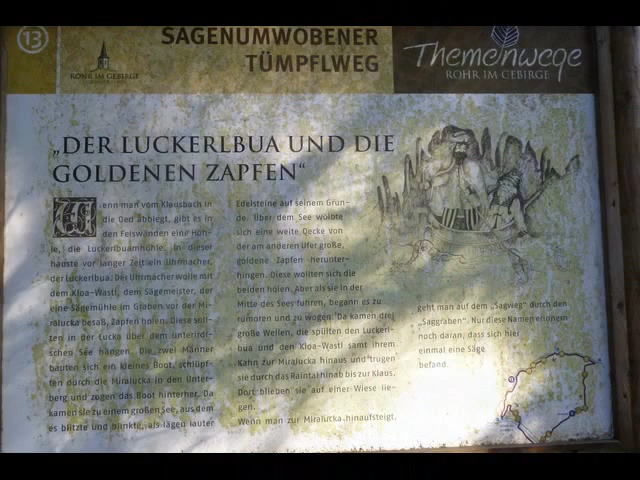 13
SAGENUMWOBENER
TÜMPFLWEG
ROHR IM GEBIRGE
Themenwege
ROHR IM GEBIRGE
„DER LUCKERLBUA UND DIE
GOLDENEN ZAPFEN“
Wenn man vom Klausbach in
die Oed abbiegt, gibt es in
den Felswänden eine Höh-
le, die Luckerlbuamhöhle. In dieser
hauste vor langer Zeit ein Uhrmacher,
der Luckerlbua. Der Uhrmacher wollte mit
dem Kloa-Wastl, dem Sägemeister, der
eine Sägemühle im Graben vor der Mi-
ralucka besaß, Zapfen holen. Diese soll-
ten in der Lucka über dem unterirdi-
schen See hängen. Die zwei Männer
bauten sich ein kleines Boot, schlüpf-
ten durch die Miralucka in den Unter-
berg und zogen das Boot hinterher. Da
kamen sie zu einem großen See, aus dem
es blitzte und blinkte, als lägen lauter
Edelsteine auf seinem Grun-
de. Über dem See wölbte
sich eine weite Decke von
der am anderen Ufer große,
goldene Zapfen herunter-
hingen. Diese wollten sich die
beiden holen. Aber als sie in der
Mitte des Sees fuhren, begann es zu
rumoren und zu wogen. Da kamen drei
große Wellen, die spülten den Luckerl-
bua und den Kloa-Wastl samt ihrem
Kahn zur Miralucka hinaus und trugen
sie durch das Raintal hinab bis zur Klaus.
Dort blieben sie auf einer Wiese lie-
gen.
Wenn man zur Miralucka hinaufsteigt,
geht man auf dem „Sagweg“ durch den
„Saggraben“. Nur diese Namen erinnern
noch daran, dass sich hier
einmal eine Säge
befand.